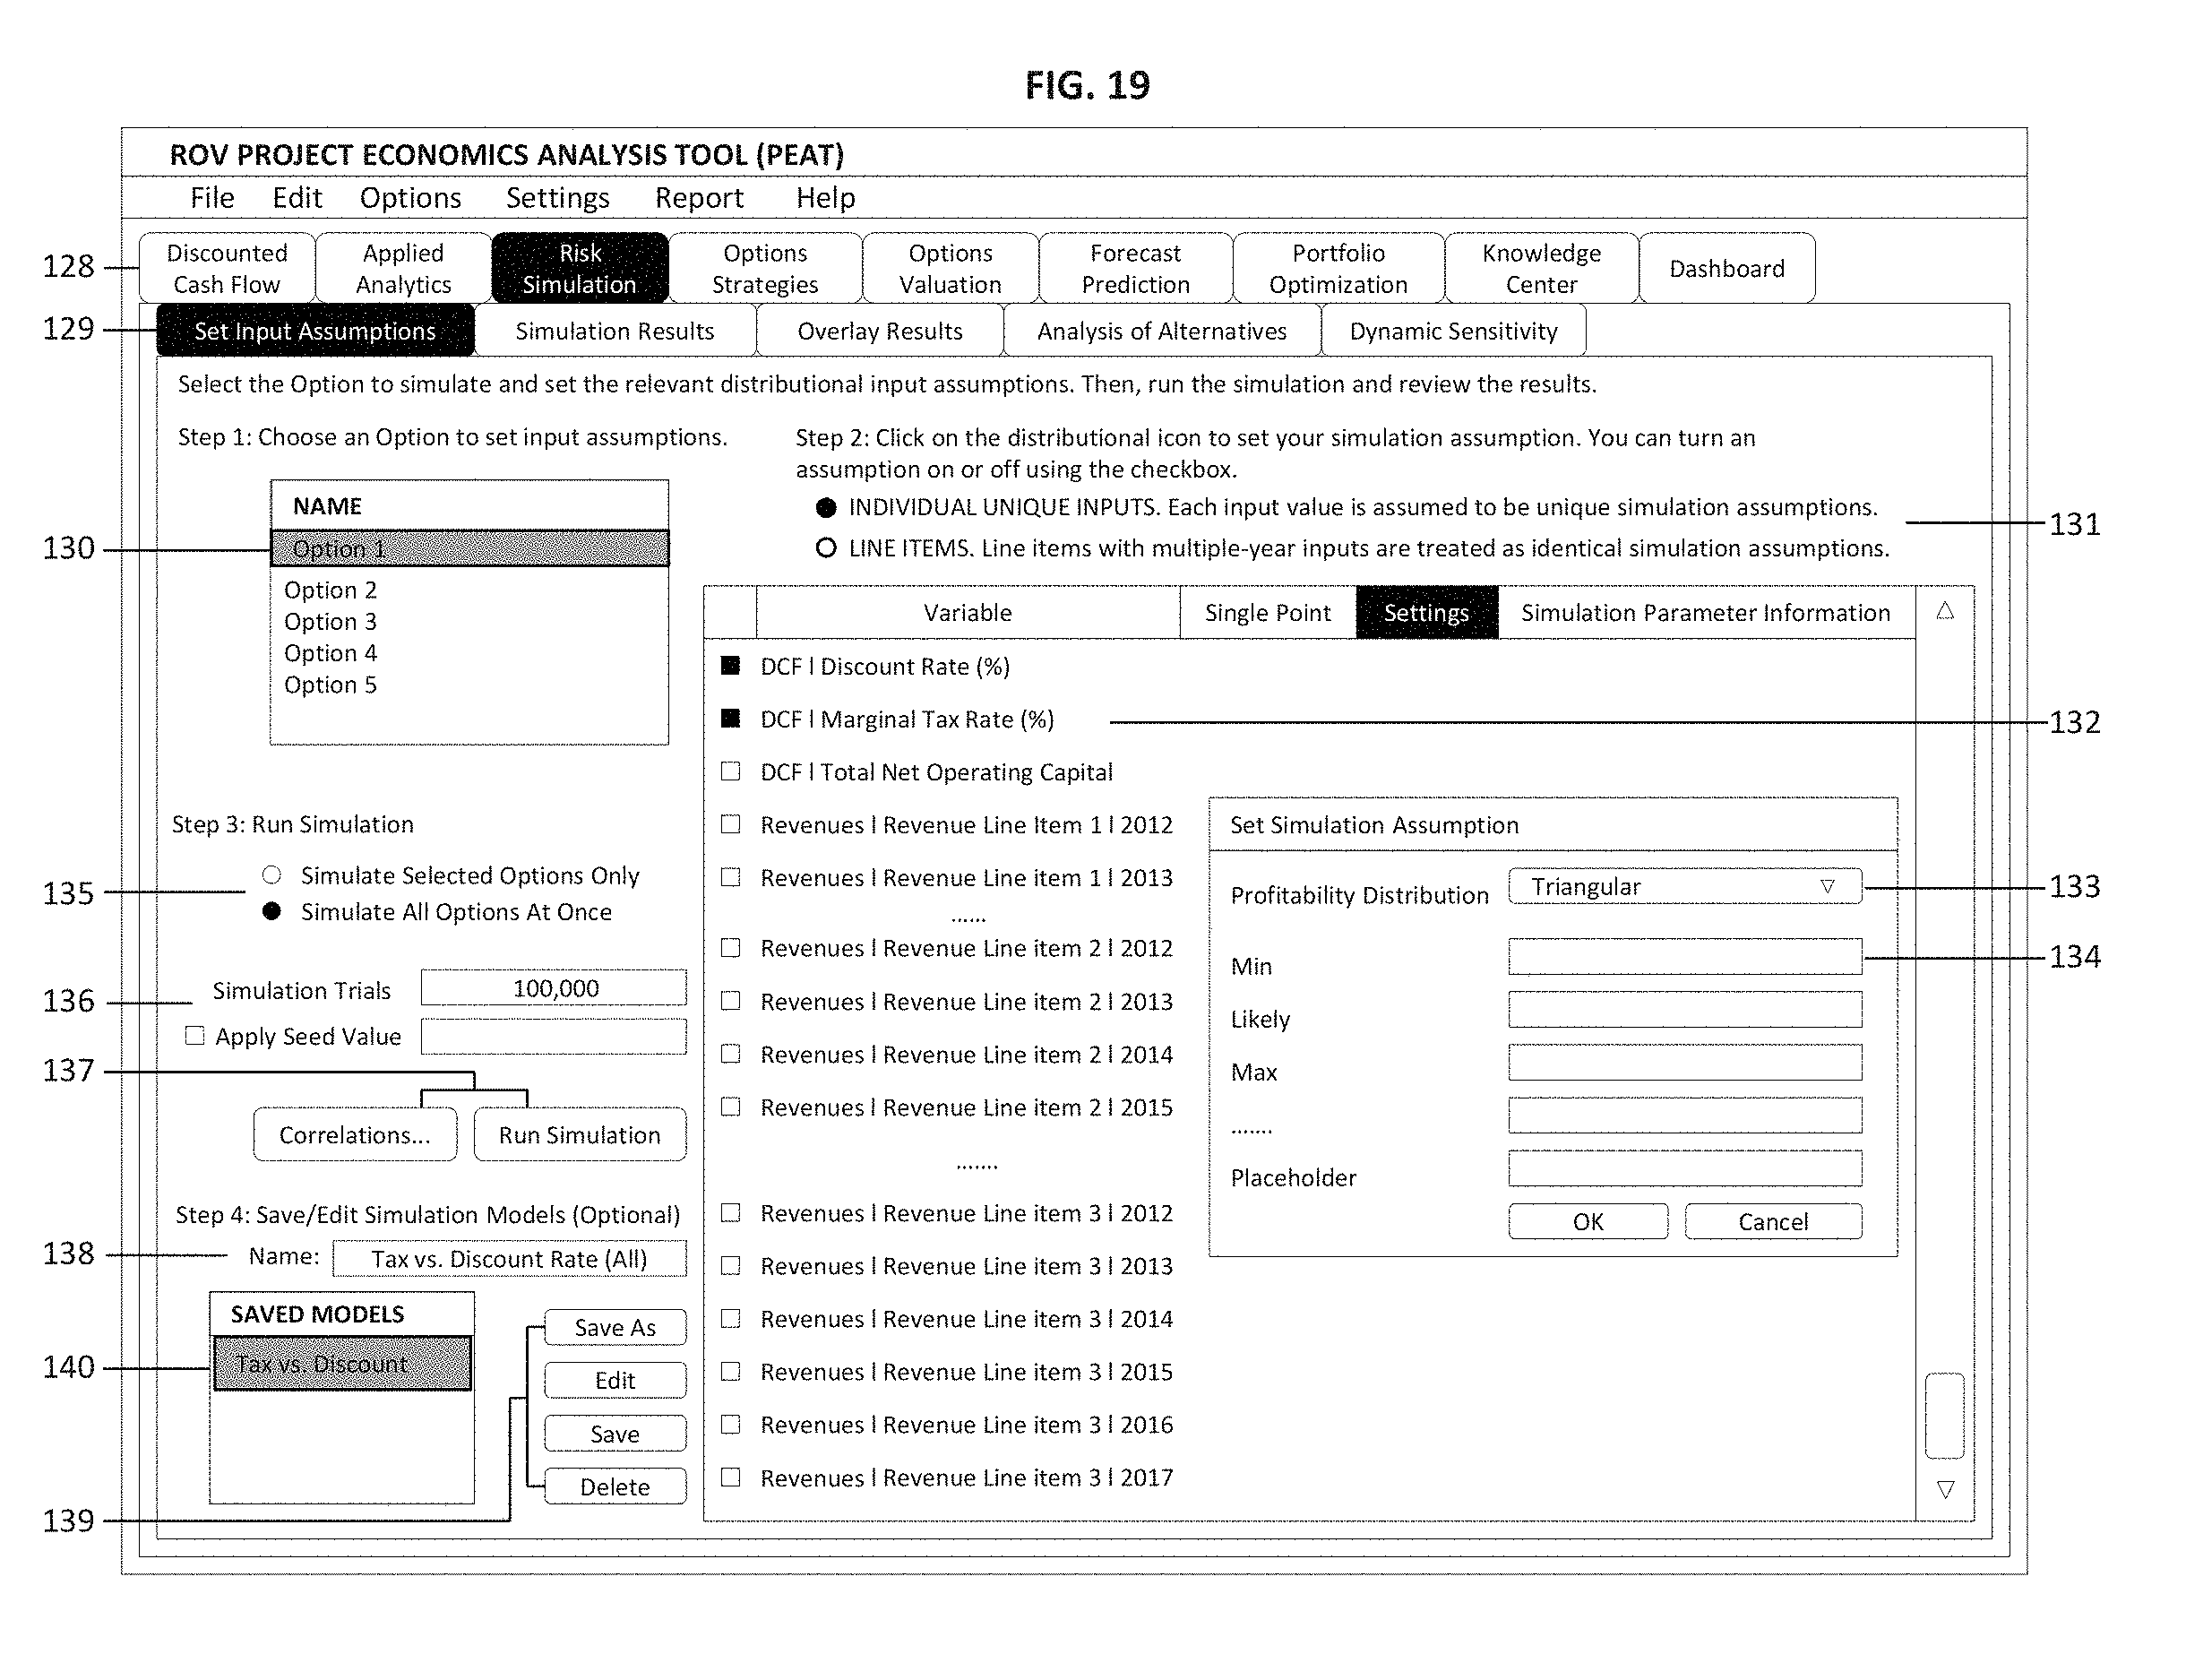 FIG. 19
ROV PROJECT ECONOMICS ANALYSIS TOOL (PEAT)
File Edit Options Settings Report Help
128
Discounted Cash Flow
Applied Analytics
Risk Simulation
Options Strategies
Options Valuation
Forecast Prediction
Portfolio Optimization
Knowledge Center
Dashboard
129
Set Input Assumptions
Simulation Results
Overlay Results
Analysis of Alternatives
Dynamic Sensitivity
Select the Option to simulate and set the relevant distributional input assumptions. Then, run the simulation and review the results.
Step 1: Choose an Option to set input assumptions.
NAME
130
Option 1
Option 2
Option 3
Option 4
Option 5
Step 2: Click on the distributional icon to set your simulation assumption. You can turn an
assumption on or off using the checkbox.
INDIVIDUAL UNIQUE INPUTS. Each input value is assumed to be unique simulation assumptions.
131
LINE ITEMS. Line items with multiple-year inputs are treated as identical simulation assumptions.
Variable Single Point Settings Simulation Parameter Information
DCF l Discount Rate (%)
DCF l Marginal Tax Rate (%)
132
DCF l Total Net Operating Capital
Revenues l Revenue Line Item 1 l 2012
Revenues l Revenue Line item 1 l 2013
......
Revenues l Revenue Line item 2 l 2012
Revenues l Revenue Line item 2 l 2013
Revenues l Revenue Line item 2 l 2014
Revenues l Revenue Line item 2 l 2015
.......
Revenues l Revenue Line item 3 l 2012
Revenues l Revenue Line item 3 l 2013
Revenues l Revenue Line item 3 l 2014
Revenues l Revenue Line item 3 l 2015
Revenues l Revenue Line item 3 l 2016
Revenues l Revenue Line item 3 l 2017
Set Simulation Assumption
Profitability Distribution Triangular
133
Min
134
Likely
Max
.......
Placeholder
OK Cancel
Step 3: Run Simulation
135
Simulate Selected Options Only
Simulate All Options At Once
136
Simulation Trials 100,000
Apply Seed Value
137
Correlations... Run Simulation
Step 4: Save/Edit Simulation Models (Optional)
138
Name: Tax vs. Discount Rate (All)
SAVED MODELS
140
Tax vs. Discount
Save As
Edit
Save
Delete
139